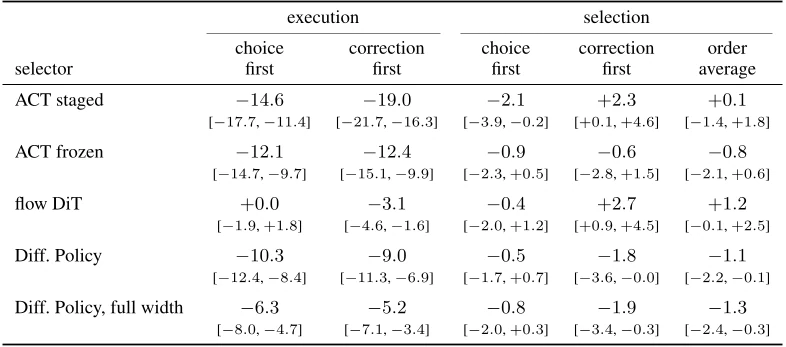 execution selection
choice correction choice correction order
selector first first first first average
ACT staged −14.6 −19.0 −2.1 +2.3 +0.1
[−17.7, −11.4] [−21.7, −16.3] [−3.9, −0.2] [+0.1, +4.6] [−1.4, +1.8]
ACT frozen −12.1 −12.4 −0.9 −0.6 −0.8
[−14.7, −9.7] [−15.1, −9.9] [−2.3, +0.5] [−2.8, +1.5] [−2.1, +0.6]
flow DiT +0.0 −3.1 −0.4 +2.7 +1.2
[−1.9, +1.8] [−4.6, −1.6] [−2.0, +1.2] [+0.9, +4.5] [−0.1, +2.5]
Diff. Policy −10.3 −9.0 −0.5 −1.8 −1.1
[−12.4, −8.4] [−11.3, −6.9] [−1.7, +0.7] [−3.6, −0.0] [−2.2, −0.1]
Diff. Policy, full width −6.3 −5.2 −0.8 −1.9 −1.3
[−8.0, −4.7] [−7.1, −3.4] [−2.0, +0.3] [−3.4, −0.3] [−2.4, −0.3]